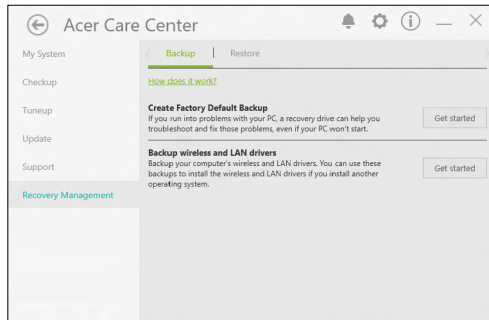 Acer Care Center
My System
Checkup
Tuneup
Update
Support
Recovery Management
Backup
Restore
How does it work?
Create Factory Default Backup
If you run into problems with your PC, a recovery drive can help you
troubleshoot and fix those problems, even if your PC won't start.
Get started
Backup wireless and LAN drivers
Backup your computer's wireless and LAN drivers. You can use these
backups to install the wireless and LAN drivers if you install another
operating system.
Get started